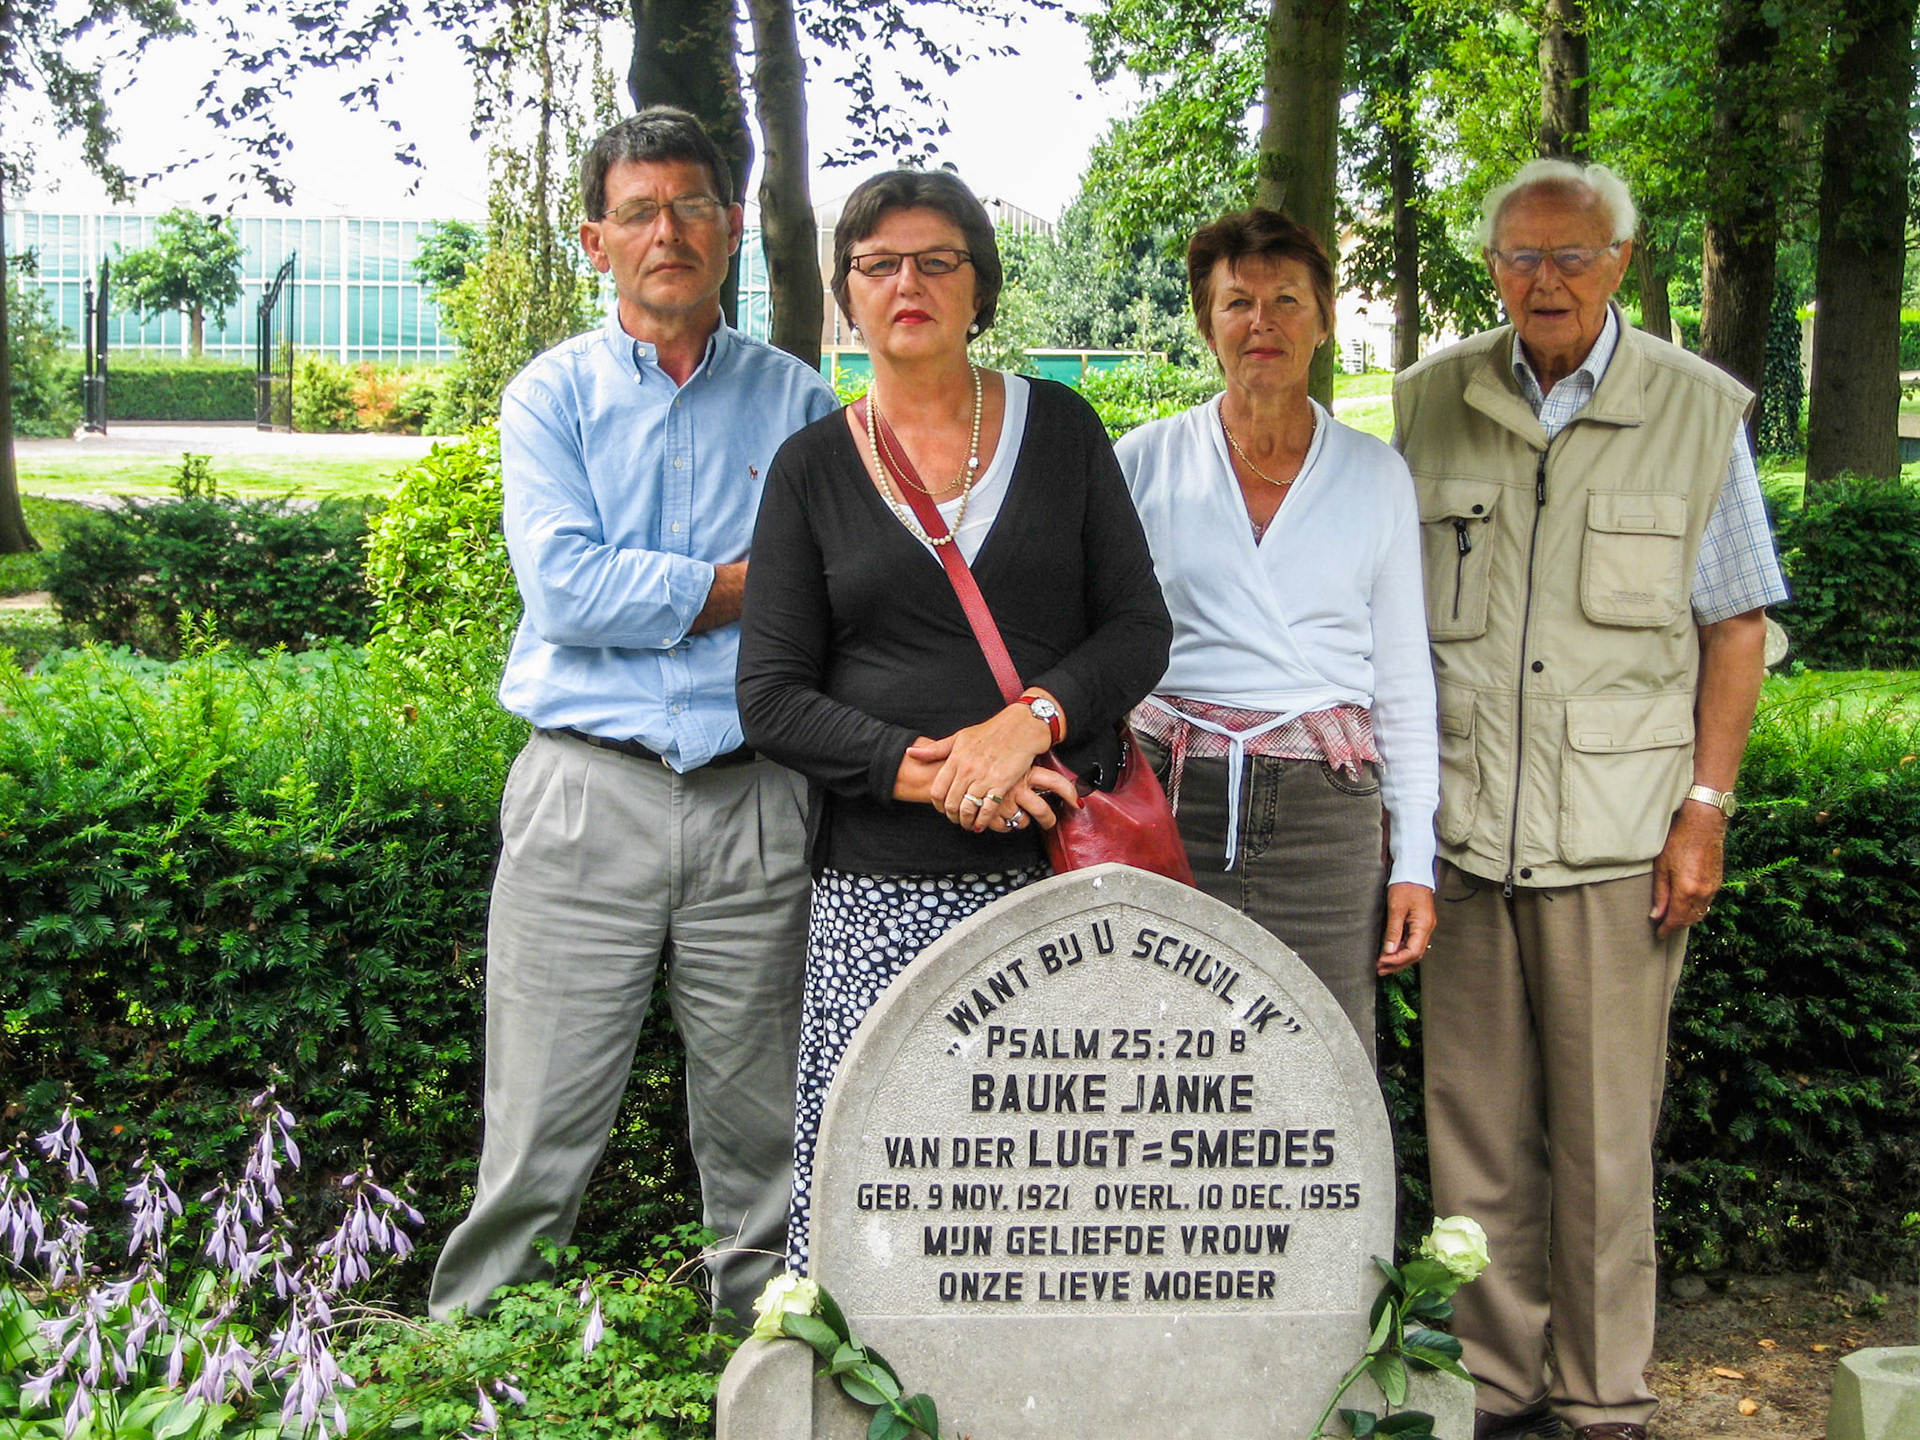 „WANT BIJ U SCHUIL IK”
PSALM 25:20 B
BAUKE JANKE
VAN DER LUGT=SMEDES
GEB. 9 NOV. 1921 OVERL. 10 DEC. 1955
MIJN GELIEFDE VROUW
ONZE LIEVE MOEDER